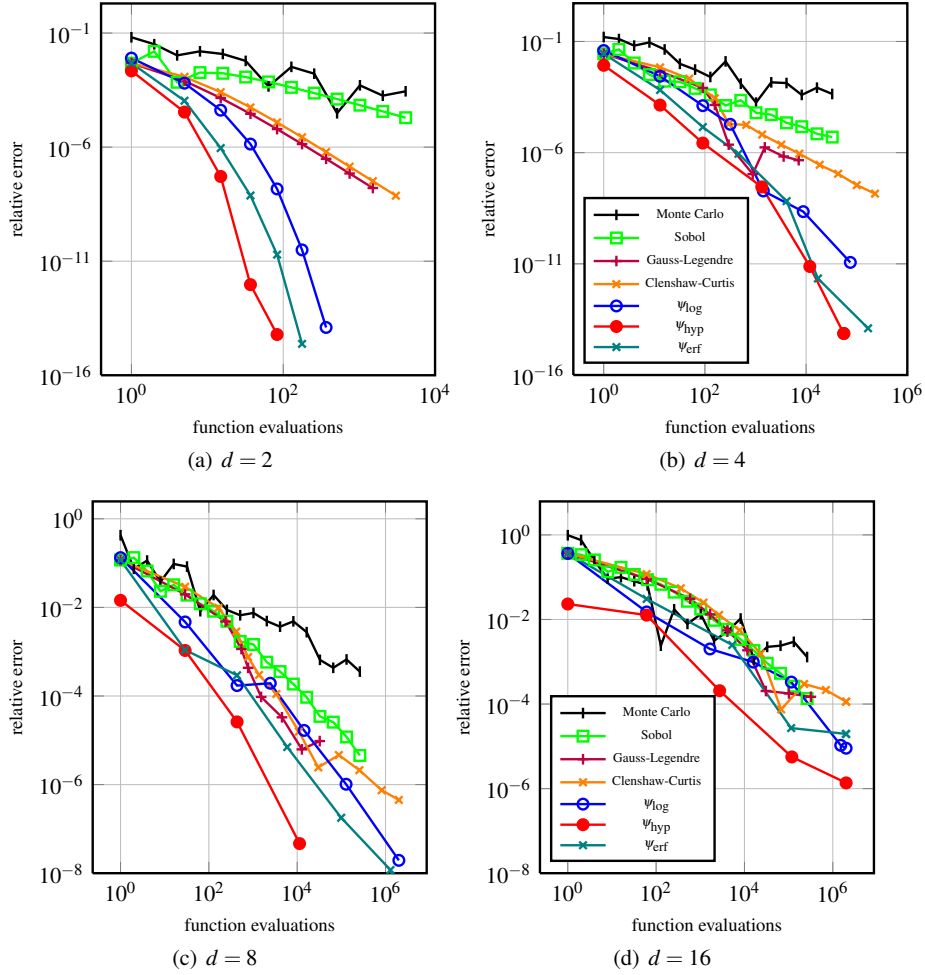 10^-1
10^-6
10^-11
10^-16
relative error
10^0
10^2
10^4
function evaluations
(a) d = 2
10^-1
10^-6
10^-11
10^-16
relative error
Monte Carlo
Sobol
Gauss-Legendre
Clenshaw-Curtis
ψ_log
ψ_hyp
ψ_erf
10^0
10^2
10^4
10^6
function evaluations
(b) d = 4
10^0
10^-2
10^-4
10^-6
10^-8
relative error
10^0
10^2
10^4
10^6
function evaluations
(c) d = 8
10^0
10^-2
10^-4
10^-6
10^-8
relative error
Monte Carlo
Sobol
Gauss-Legendre
Clenshaw-Curtis
ψ_log
ψ_hyp
ψ_erf
10^0
10^2
10^4
10^6
function evaluations
(d) d = 16